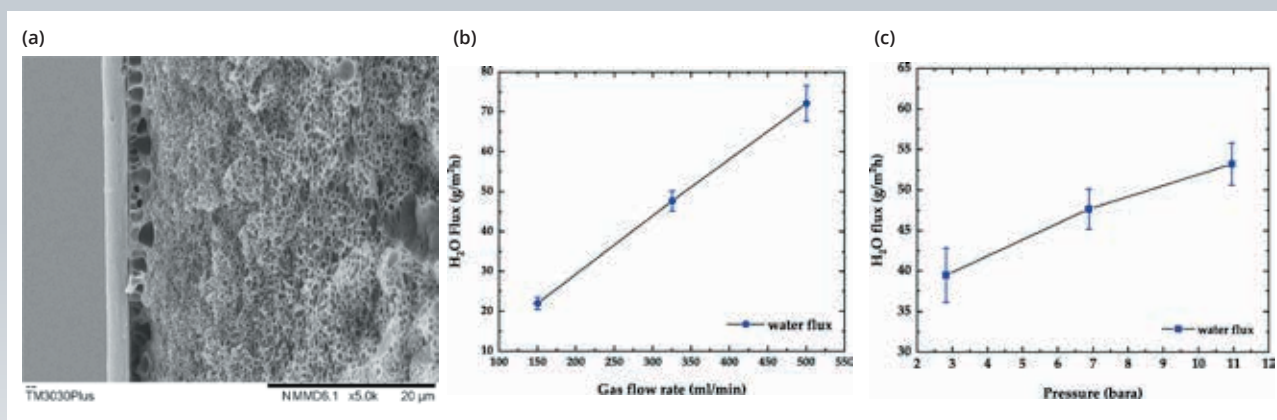 (a)
(b)
(c)
TM3030Plus
NMMD6.1 x5.0k 20 μm
80
70
60
50
40
30
20
10
H₂O Flux (g/m²h)
water flux
100 150 200 250 300 350 400 450 500 550
Gas flow rate (ml/min)
65
60
55
50
45
40
35
30
H₂O flux (g/m²h)
water flux
2 3 4 5 6 7 8 9 10 11 12
Pressure (bara)